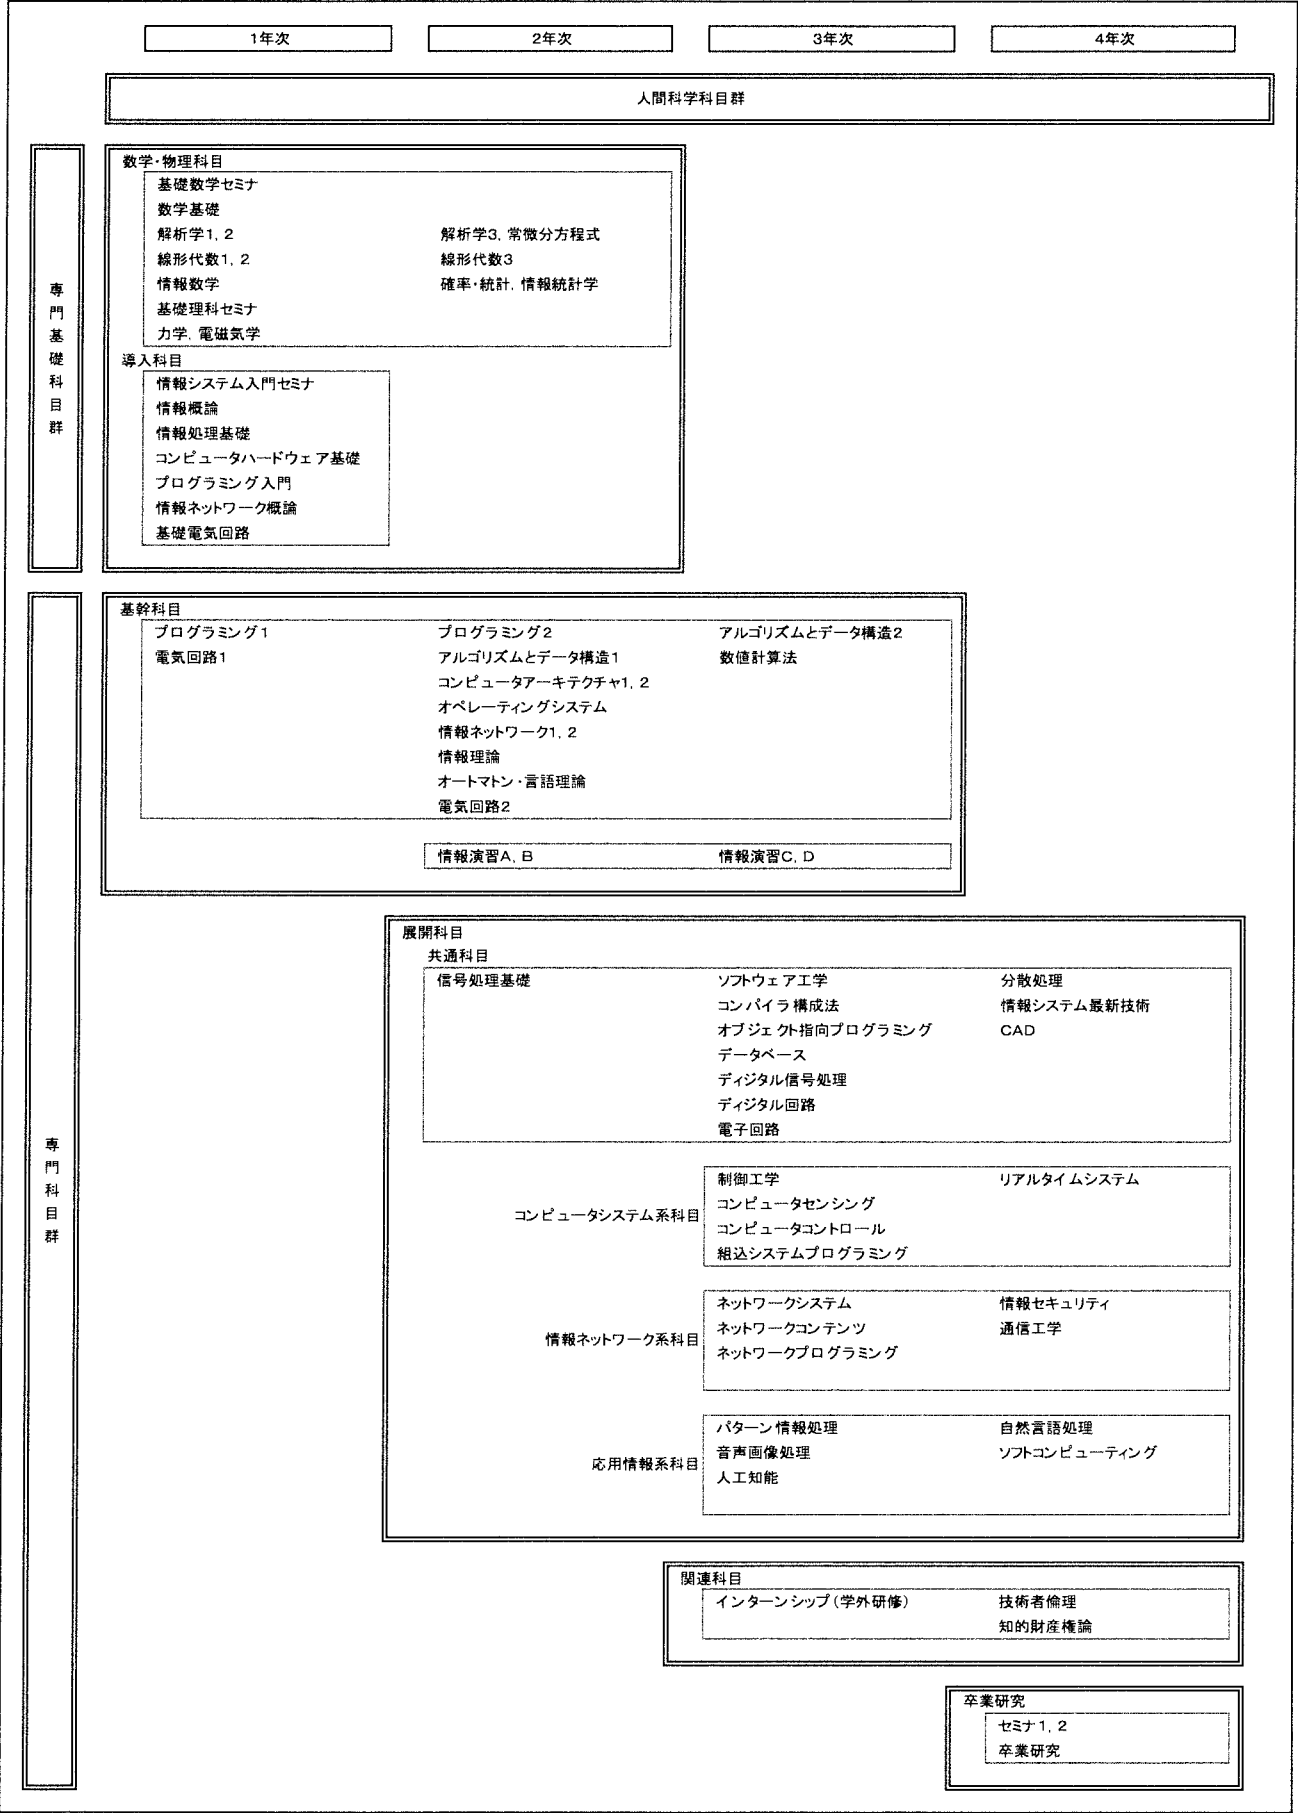 1年次 2年次 3年次 4年次
人間科学科目群
専門基礎科目群
数学・物理科目
基礎数学セミナ
数学基礎
解析学1, 2 解析学3, 常微分方程式
線形代数1, 2 線形代数3
情報数学 確率・統計, 情報統計学
基礎理科セミナ
力学, 電磁気学
導入科目
情報システム入門セミナ
情報概論
情報処理基礎
コンピュータハードウェア基礎
プログラミング入門
情報ネットワーク概論
基礎電気回路
専門科目群
基幹科目
プログラミング1 プログラミング2 アルゴリズムとデータ構造2
電気回路1 アルゴリズムとデータ構造1 数値計算法
コンピュータアーキテクチャ1, 2
オペレーティングシステム
情報ネットワーク1, 2
情報理論
オートマトン・言語理論
電気回路2
情報演習A, B 情報演習C, D
展開科目
共通科目
信号処理基礎 ソフトウェア工学 分散処理
コンパイラ構成法 情報システム最新技術
オブジェクト指向プログラミング CAD
データベース
ディジタル信号処理
ディジタル回路
電子回路
コンピュータシステム系科目
制御工学 リアルタイムシステム
コンピュータセンシング
コンピュータコントロール
組込システムプログラミング
情報ネットワーク系科目
ネットワークシステム 情報セキュリティ
ネットワークコンテンツ 通信工学
ネットワークプログラミング
応用情報系科目
パターン情報処理 自然言語処理
音声画像処理 ソフトコンピューティング
人工知能
関連科目
インターンシップ(学外研修) 技術者倫理
知的財産権論
卒業研究
セミナ1, 2
卒業研究